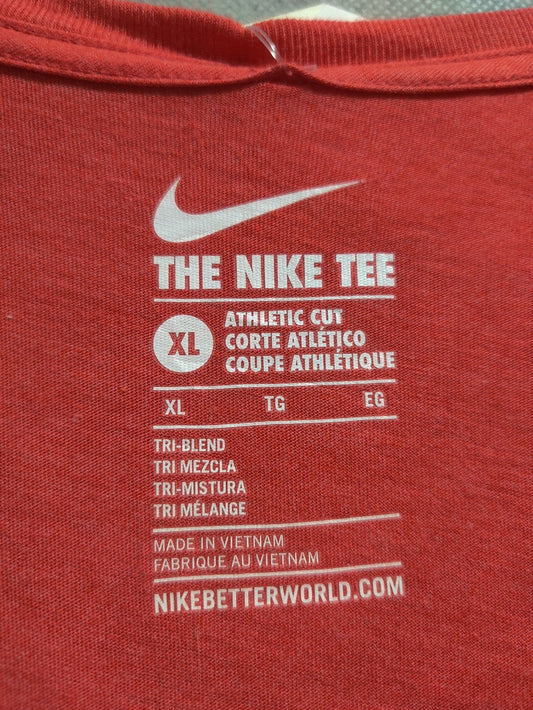 THE NIKE TEE
XL
ATHLETIC CUT
CORTE ATLÉTICO
COUPE ATHLÉTIQUE
XL TG EG
TRI-BLEND
TRI MEZCLA
TRI-MISTURA
TRI MÉLANGE
MADE IN VIETNAM
FABRIQUE AU VIETNAM
NIKEBETTERWORLD.COM